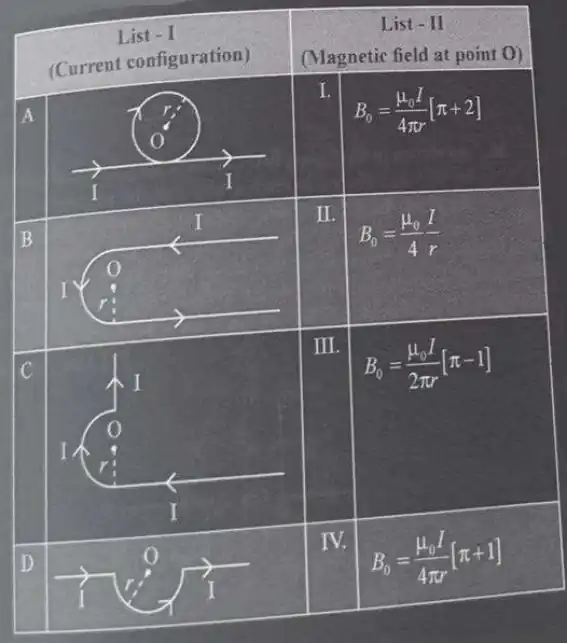 List - I
(Current configuration)
List - II
(Magnetic field at point O)
A
r
O
I
I
I.
B₀ = μ₀I/4πr [π+2]
B
I
O
I
r
II.
B₀ = μ₀/4 I/r
C
I
O
I
r
I
III.
B₀ = μ₀I/2πr [π−1]
D
O
r
I
I
IV.
B₀ = μ₀I/4πr [π+1]